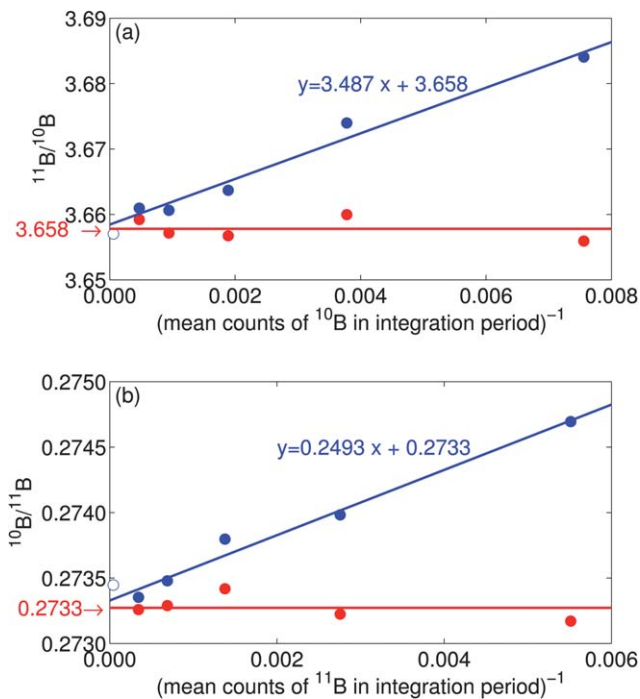 (a)
3.69
3.68
3.67
3.66
3.658 →
3.65
¹¹B/¹⁰B
y=3.487 x + 3.658
0.000 0.002 0.004 0.006 0.008
(mean counts of ¹⁰B in integration period)⁻¹
(b)
0.2750
0.2745
0.2740
0.2735
0.2733→
0.2730
¹⁰B/¹¹B
y=0.2493 x + 0.2733
0.000 0.002 0.004 0.006
(mean counts of ¹¹B in integration period)⁻¹